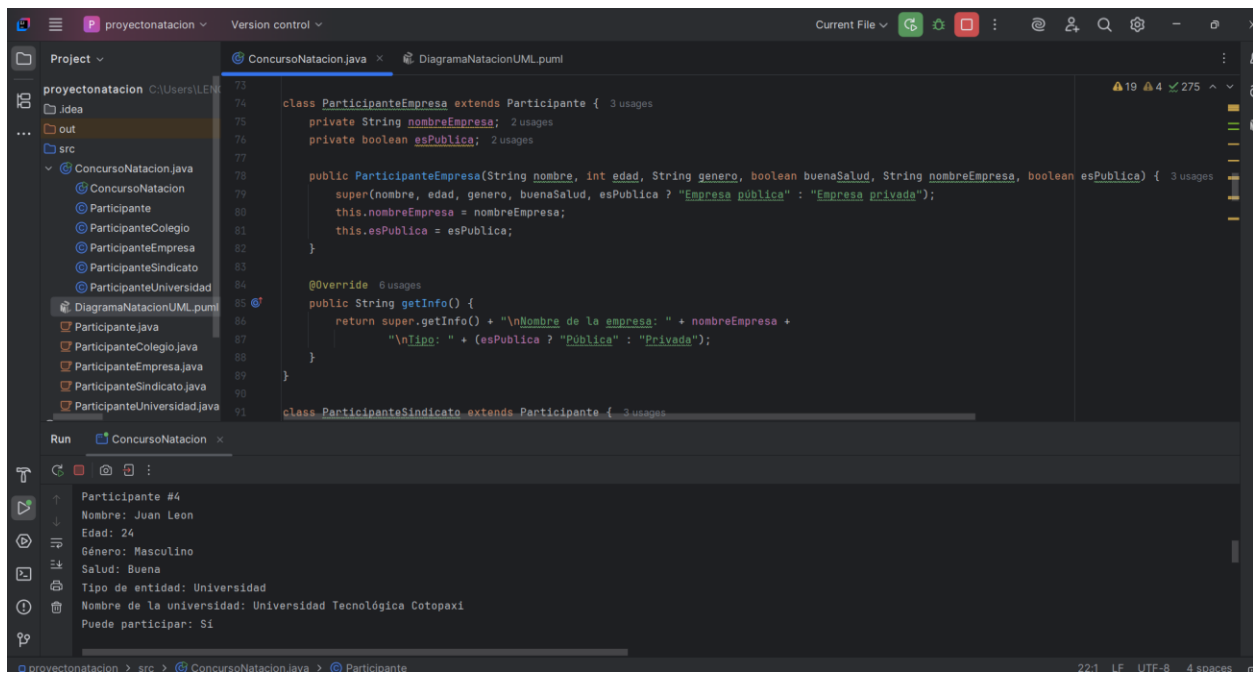 P proyectonatacion Version control Current File
Project
ConcursoNatacion.java × DiagramaNatacionUML.puml
proyectonatacion C:\Users\LEN
.idea
out
src
ConcursoNatacion.java
ConcursoNatacion
Participante
ParticipanteColegio
ParticipanteEmpresa
ParticipanteSindicato
ParticipanteUniversidad
DiagramaNatacionUML.puml
Participante.java
ParticipanteColegio.java
ParticipanteEmpresa.java
ParticipanteSindicato.java
ParticipanteUniversidad.java
19 4 275
73
74 class ParticipanteEmpresa extends Participante { 3 usages
75 private String nombreEmpresa; 2 usages
76 private boolean esPublica; 2 usages
77
78 public ParticipanteEmpresa(String nombre, int edad, String genero, boolean buenaSalud, String nombreEmpresa, boolean esPublica) { 3 usages
79 super(nombre, edad, genero, buenaSalud, esPublica ? "Empresa pública" : "Empresa privada");
80 this.nombreEmpresa = nombreEmpresa;
81 this.esPublica = esPublica;
82 }
83
84 @Override 6 usages
85 public String getInfo() {
86 return super.getInfo() + "\nNombre de la empresa: " + nombreEmpresa +
87 "\nTipo: " + (esPublica ? "Pública" : "Privada");
88 }
89 }
90
91 class ParticipanteSindicato extends Participante { 3 usages
Run ConcursoNatacion ×
Participante #4
Nombre: Juan Leon
Edad: 24
Género: Masculino
Salud: Buena
Tipo de entidad: Universidad
Nombre de la universidad: Universidad Tecnológica Cotopaxi
Puede participar: Sí
proyectonatacion > src > ConcursoNatacion.java > Participante 22:1 LF UTF-8 4 spaces